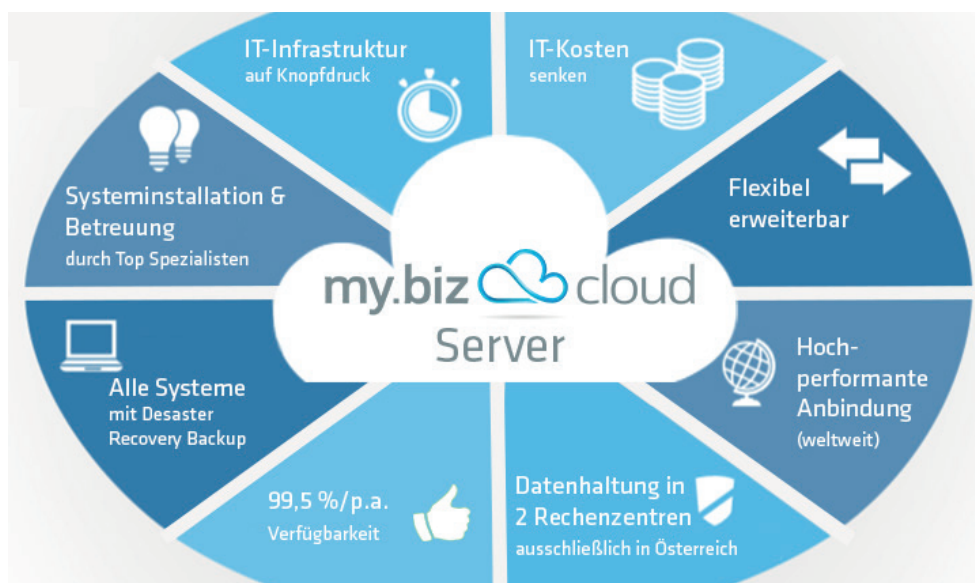 IT-Infrastruktur
auf Knopfdruck
IT-Kosten
senken
Flexibel
erweiterbar
Hoch-
performante
Anbindung
(weltweit)
Datenhaltung in
2 Rechenzentren
ausschließlich in Österreich
99,5 %/p.a.
Verfügbarkeit
Alle Systeme
mit Desaster
Recovery Backup
Systeminstallation &
Betreuung
durch Top Spezialisten
my.biz cloud
Server